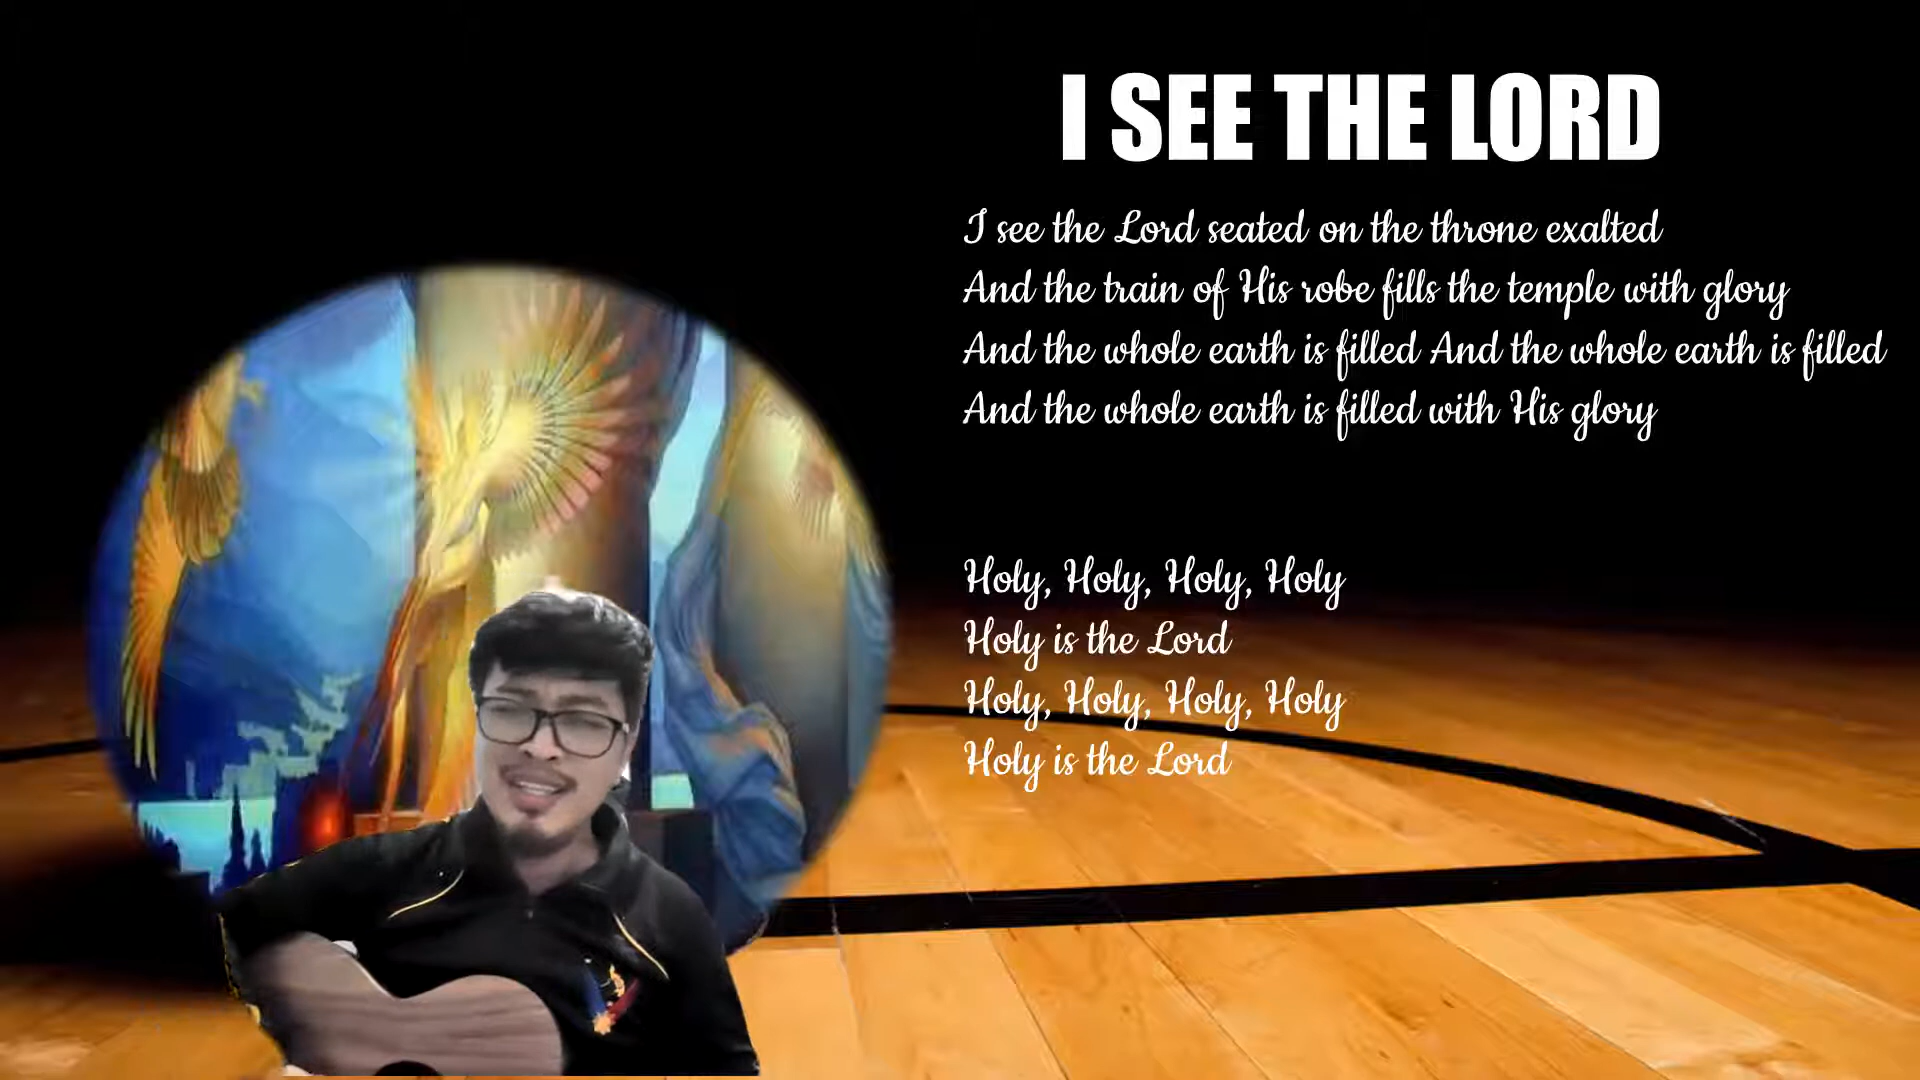 I SEE THE LORD
I see the Lord seated on the throne exalted
And the train of His robe fills the temple with glory
And the whole earth is filled And the whole earth is filled
And the whole earth is filled with His glory
Holy, Holy, Holy, Holy
Holy is the Lord
Holy, Holy, Holy, Holy
Holy is the Lord